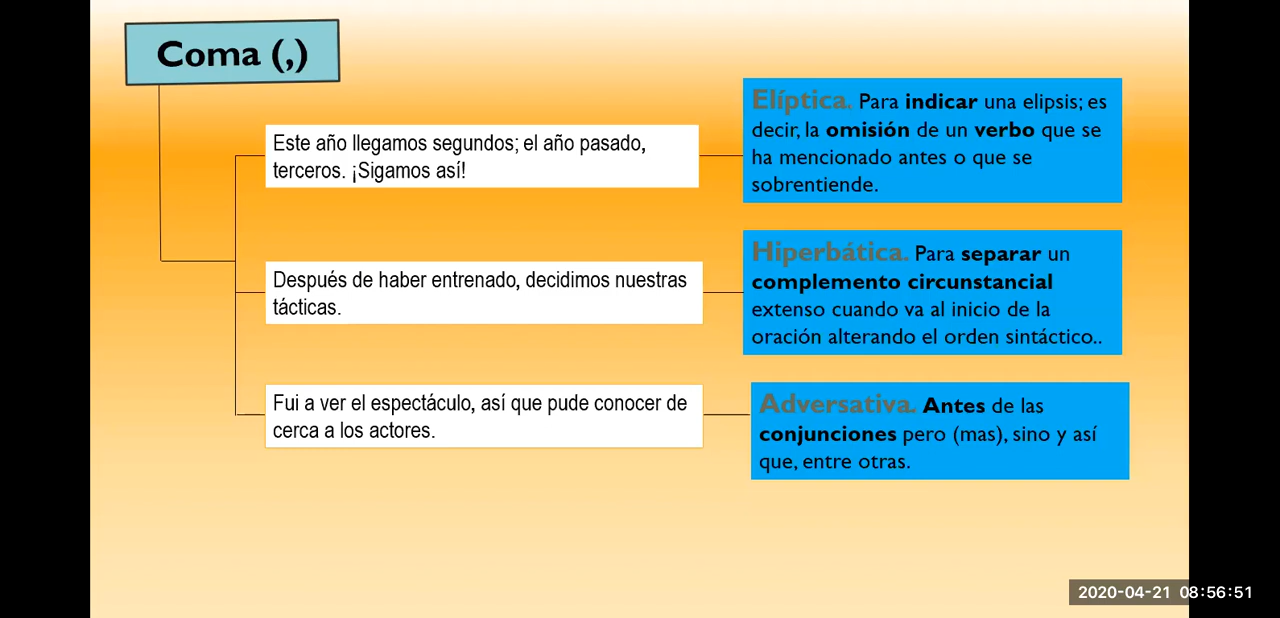 Coma (,)
Este año llegamos segundos; el año pasado,
terceros. ¡Sigamos así!
Elíptica. Para indicar una elipsis; es
decir, la omisión de un verbo que se
ha mencionado antes o que se
sobrentiende.
Después de haber entrenado, decidimos nuestras
tácticas.
Hiperbática. Para separar un
complemento circunstancial
extenso cuando va al inicio de la
oración alterando el orden sintáctico..
Fui a ver el espectáculo, así que pude conocer de
cerca a los actores.
Adversativa. Antes de las
conjunciones pero (mas), sino y así
que, entre otras.
2020-04-21 08:56:51